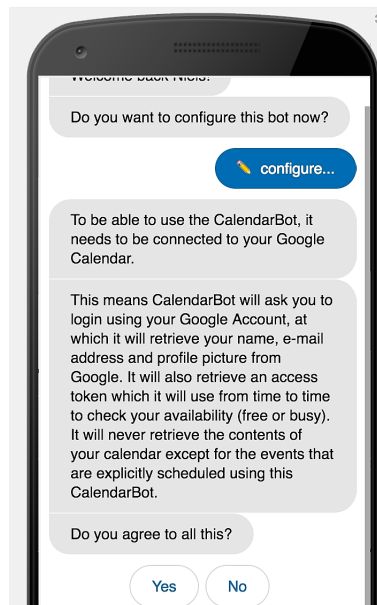 Welcome back Niels!
Do you want to configure this bot now?
✏️ configure...
To be able to use the CalendarBot, it
needs to be connected to your Google
Calendar.
This means CalendarBot will ask you to
login using your Google Account, at
which it will retrieve your name, e-mail
address and profile picture from
Google. It will also retrieve an access
token which it will use from time to time
to check your availability (free or busy).
It will never retrieve the contents of
your calendar except for the events that
are explicitly scheduled using this
CalendarBot.
Do you agree to all this?
Yes No